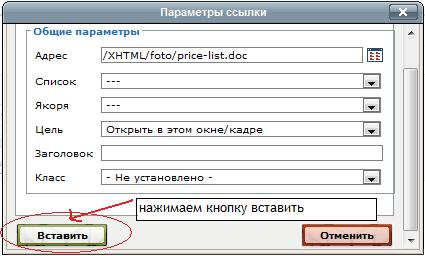 Параметры ссылки
Общие параметры
Адрес /XHTML/foto/price-list.doc
Список ---
Якоря ---
Цель Открыть в этом окне/кадре
Заголовок
Класс - Не установлено -
нажимаем кнопку вставить
Вставить Отменить